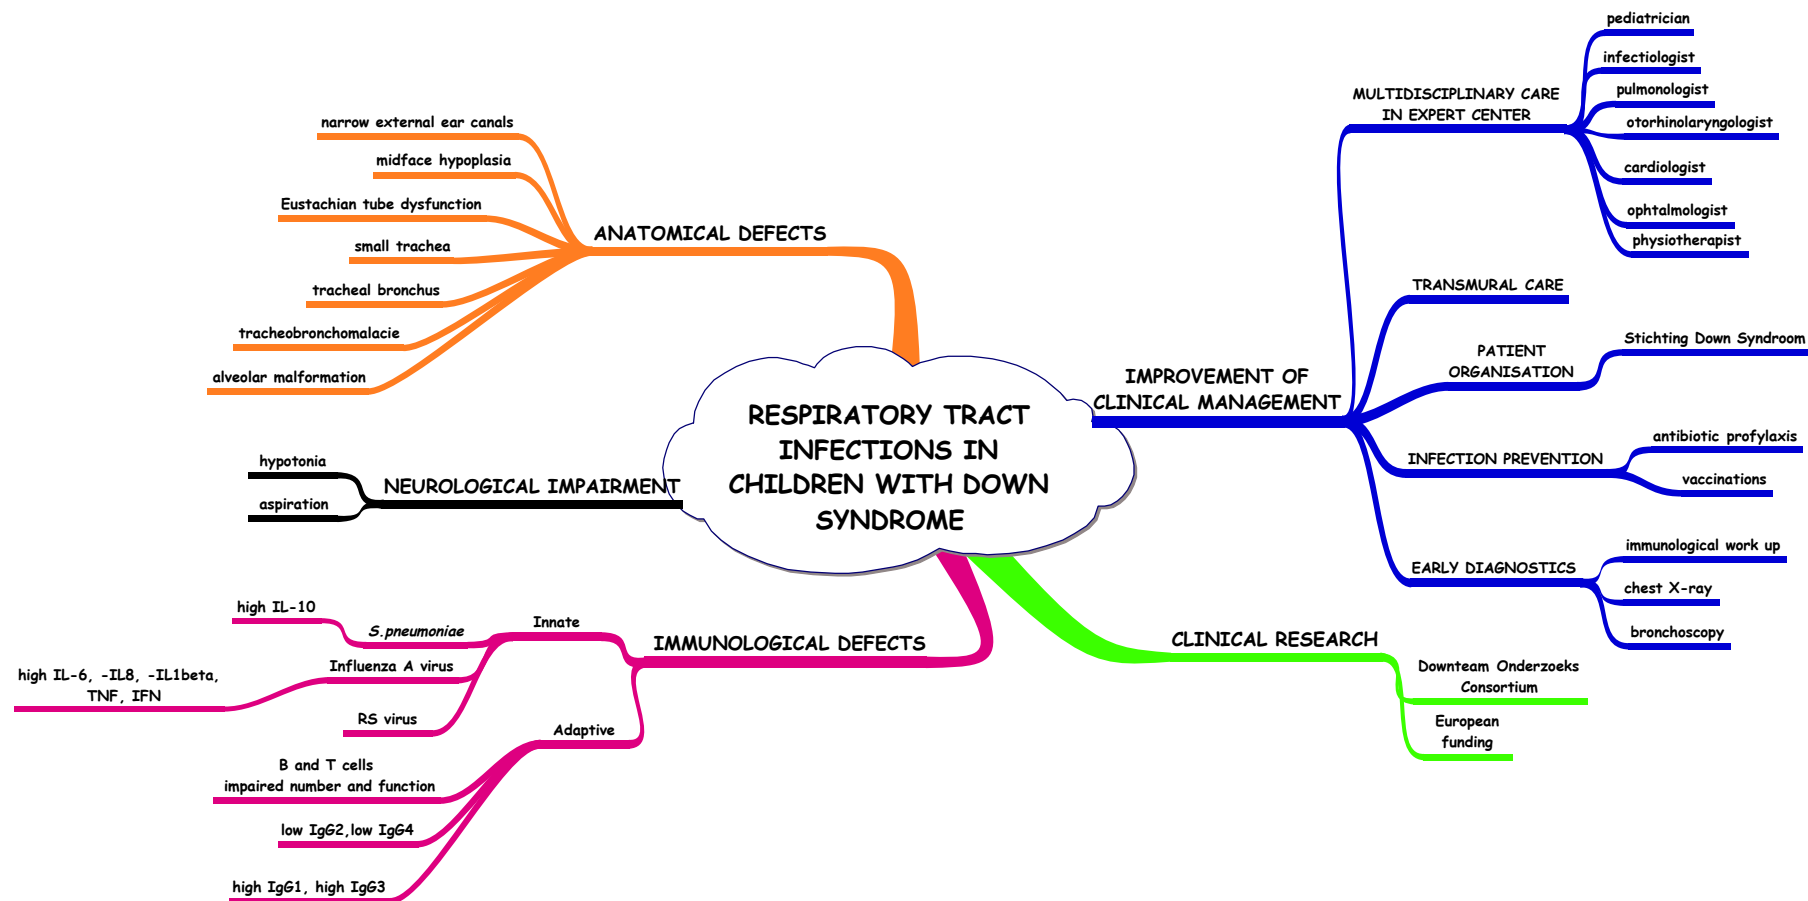 RESPIRATORY TRACT
INFECTIONS IN
CHILDREN WITH DOWN
SYNDROME
ANATOMICAL DEFECTS
narrow external ear canals
midface hypoplasia
Eustachian tube dysfunction
small trachea
tracheal bronchus
tracheobronchomalacie
alveolar malformation
NEUROLOGICAL IMPAIRMENT
hypotonia
aspiration
IMMUNOLOGICAL DEFECTS
Innate
S.pneumoniae
high IL-10
Influenza A virus
high IL-6, -IL8, -IL1beta,
TNF, IFN
RS virus
Adaptive
B and T cells
impaired number and function
low IgG2,low IgG4
high IgG1, high IgG3
IMPROVEMENT OF
CLINICAL MANAGEMENT
MULTIDISCIPLINARY CARE
IN EXPERT CENTER
pediatrician
infectiologist
pulmonologist
otorhinolaryngologist
cardiologist
ophtalmologist
physiotherapist
TRANSMURAL CARE
PATIENT
ORGANISATION
Stichting Down Syndroom
INFECTION PREVENTION
antibiotic profylaxis
vaccinations
EARLY DIAGNOSTICS
immunological work up
chest X-ray
bronchoscopy
CLINICAL RESEARCH
Downteam Onderzoeks
Consortium
European
funding